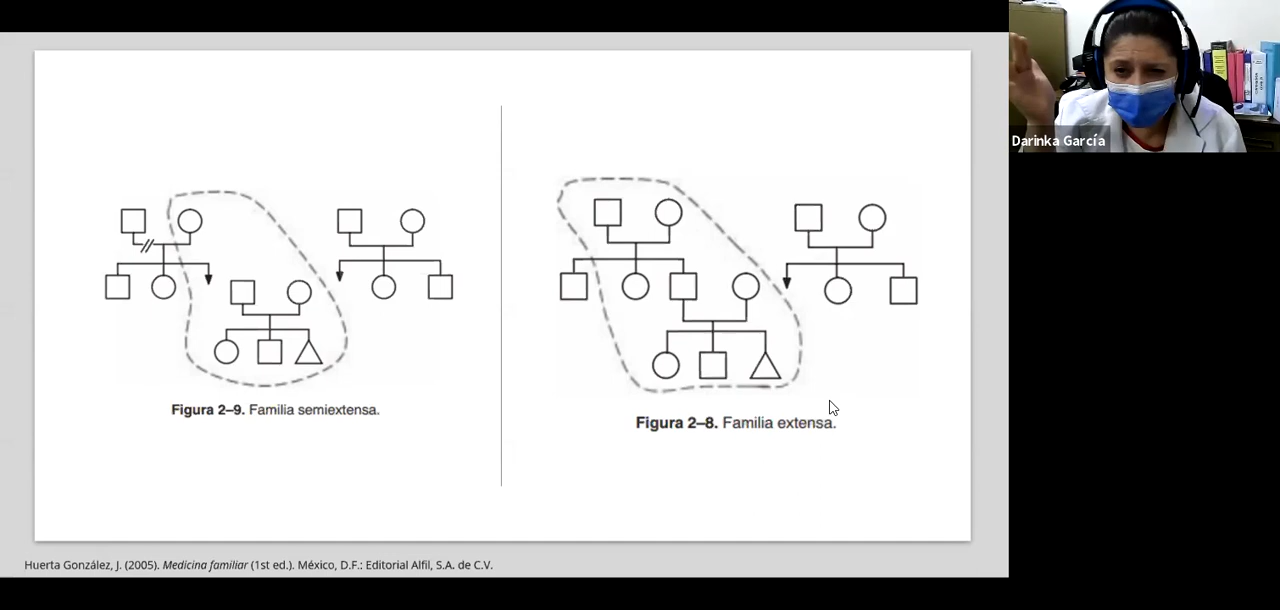 Darinka García
Figura 2–9. Familia semiextensa.
Figura 2–8. Familia extensa.
Huerta González, J. (2005). Medicina familiar (1st ed.). México, D.F.: Editorial Alfil, S.A. de C.V.